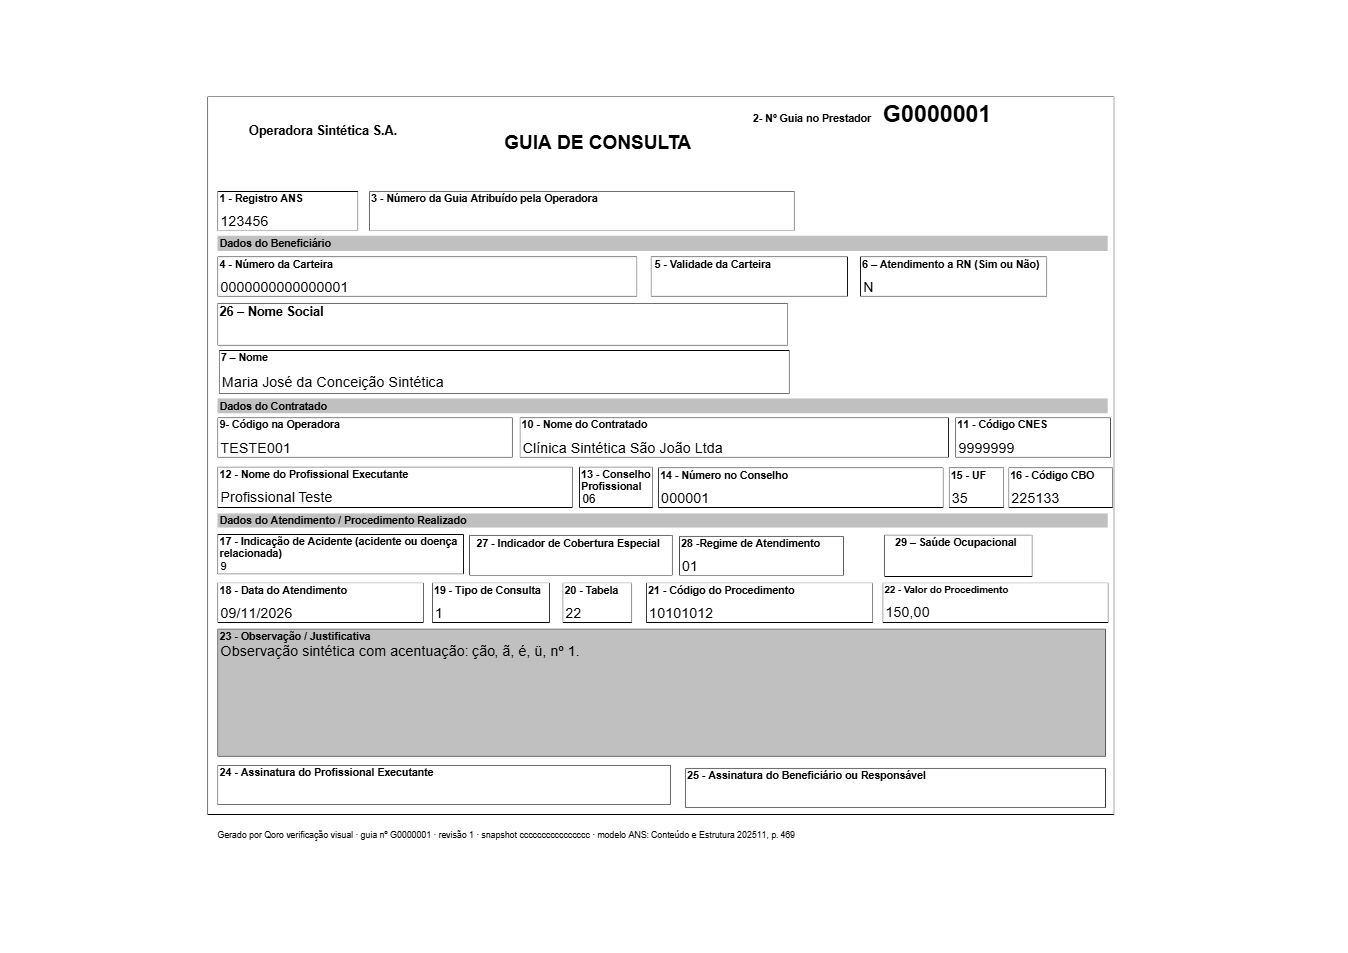 Operadora Sintética S.A.
2- Nº Guia no Prestador G0000001
GUIA DE CONSULTA
1 - Registro ANS
123456
3 - Número da Guia Atribuído pela Operadora
Dados do Beneficiário
4 - Número da Carteira
0000000000000001
5 - Validade da Carteira
6 – Atendimento a RN (Sim ou Não)
N
26 – Nome Social
7 – Nome
Maria José da Conceição Sintética
Dados do Contratado
9- Código na Operadora
TESTE001
10 - Nome do Contratado
Clínica Sintética São João Ltda
11 - Código CNES
9999999
12 - Nome do Profissional Executante
Profissional Teste
13 - Conselho
Profissional
06
14 - Número no Conselho
000001
15 - UF
35
16 - Código CBO
225133
Dados do Atendimento / Procedimento Realizado
17 - Indicação de Acidente (acidente ou doença
relacionada)
9
27 - Indicador de Cobertura Especial
28 -Regime de Atendimento
01
29 – Saúde Ocupacional
18 - Data do Atendimento
09/11/2026
19 - Tipo de Consulta
1
20 - Tabela
22
21 - Código do Procedimento
10101012
22 - Valor do Procedimento
150,00
23 - Observação / Justificativa
Observação sintética com acentuação: ção, ã, é, ü, nº 1.
24 - Assinatura do Profissional Executante
25 - Assinatura do Beneficiário ou Responsável
Gerado por Qoro verificação visual · guia nº G0000001 · revisão 1 · snapshot cccccccccccccccc · modelo ANS: Conteúdo e Estrutura 202511, p. 469